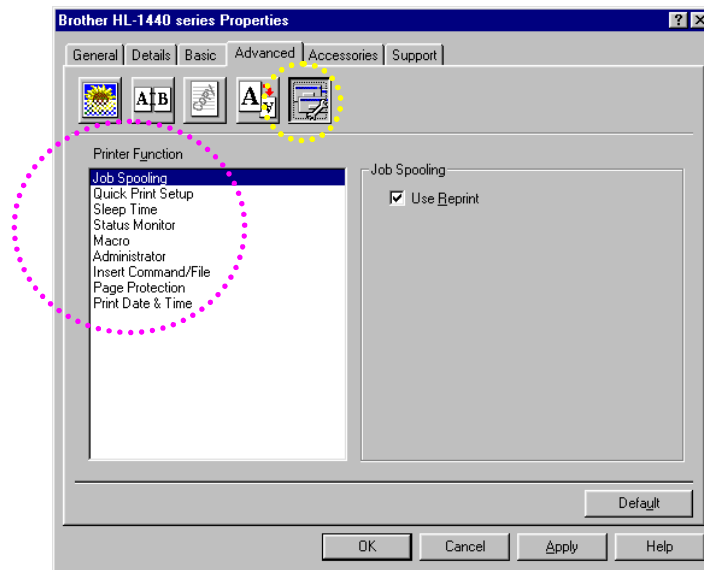 Brother HL-1440 series Properties
General Details Basic Advanced Accessories Support
A B Copy A A
Printer Function
Job Spooling
Quick Print Setup
Sleep Time
Status Monitor
Macro
Administrator
Insert Command/File
Page Protection
Print Date & Time
Job Spooling
Use Reprint
Default
OK Cancel Apply Help